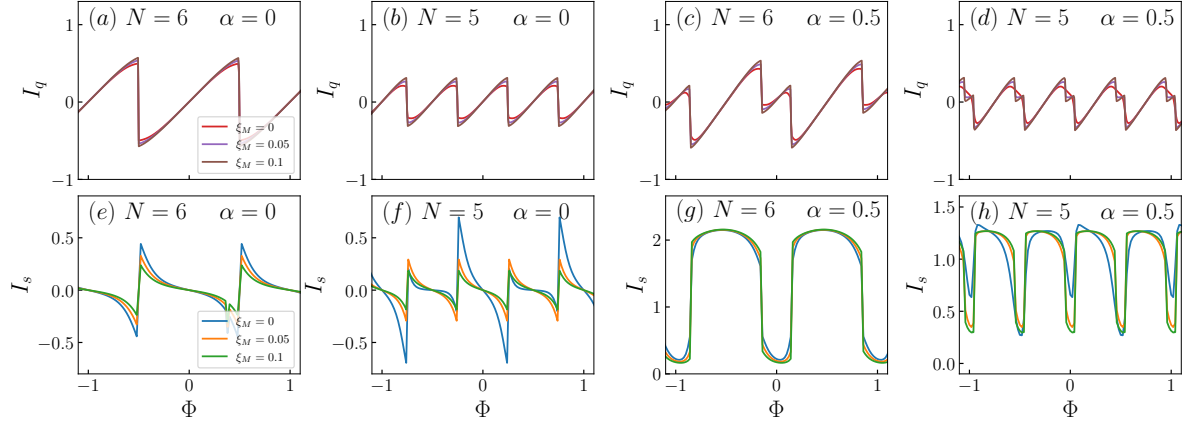 (a) N = 6 α = 0
(b) N = 5 α = 0
(c) N = 6 α = 0.5
(d) N = 5 α = 0.5
1
0
−1
I_q
ξ_M = 0
ξ_M = 0.05
ξ_M = 0.1
1
0
−1
I_q
1
0
−1
I_q
1
0
−1
I_q
(e) N = 6 α = 0
(f) N = 5 α = 0
(g) N = 6 α = 0.5
(h) N = 5 α = 0.5
0.5
0.0
−0.5
I_s
ξ_M = 0
ξ_M = 0.05
ξ_M = 0.1
−1 0 1
Φ
0.5
0.0
−0.5
I_s
−1 0 1
Φ
2
1
0
I_s
−1 0 1
Φ
1.5
1.0
0.5
0.0
I_s
−1 0 1
Φ